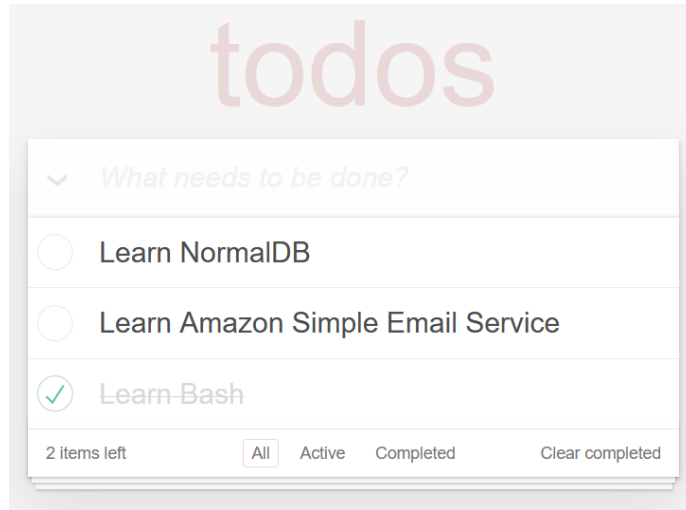 todos
What needs to be done?
Learn NormalDB
Learn Amazon Simple Email Service
Learn Bash
2 items left All Active Completed Clear completed